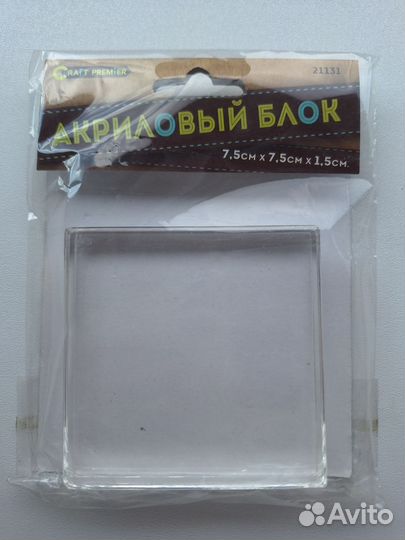 CRAFT PREMIER
21131
АКРИЛОВЫЙ БЛОК
7,5см х 7,5см х 1,5см.
Avito